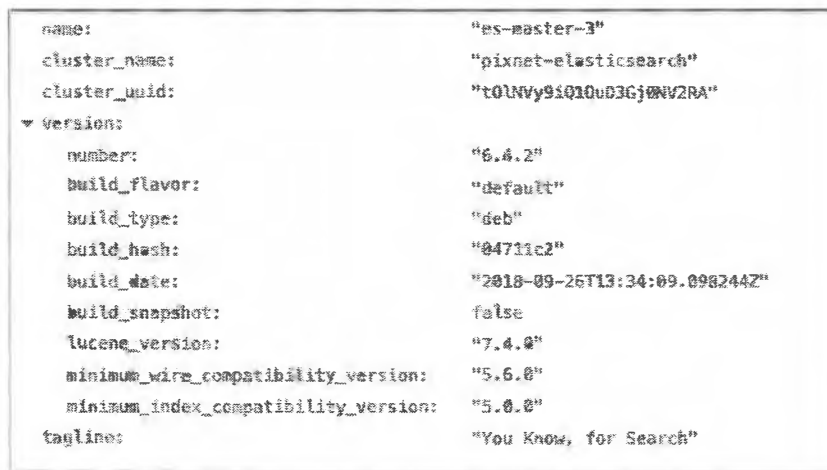 name: "es-master-3"
cluster_name: "pixnet-elasticsearch"
cluster_uuid:
version:
number: "6.4.2"
build_flavor: "default"
build_type: "deb"
build_hash: "04711c2"
build_date: "2018-09-26T13:34:09.098244Z"
build_snapshot: false
lucene_version: "7.4.0"
minimum_wire_compatibility_version: "5.6.0"
minimum_index_compatibility_version: "5.0.0"
tagline: "You Know, for Search"